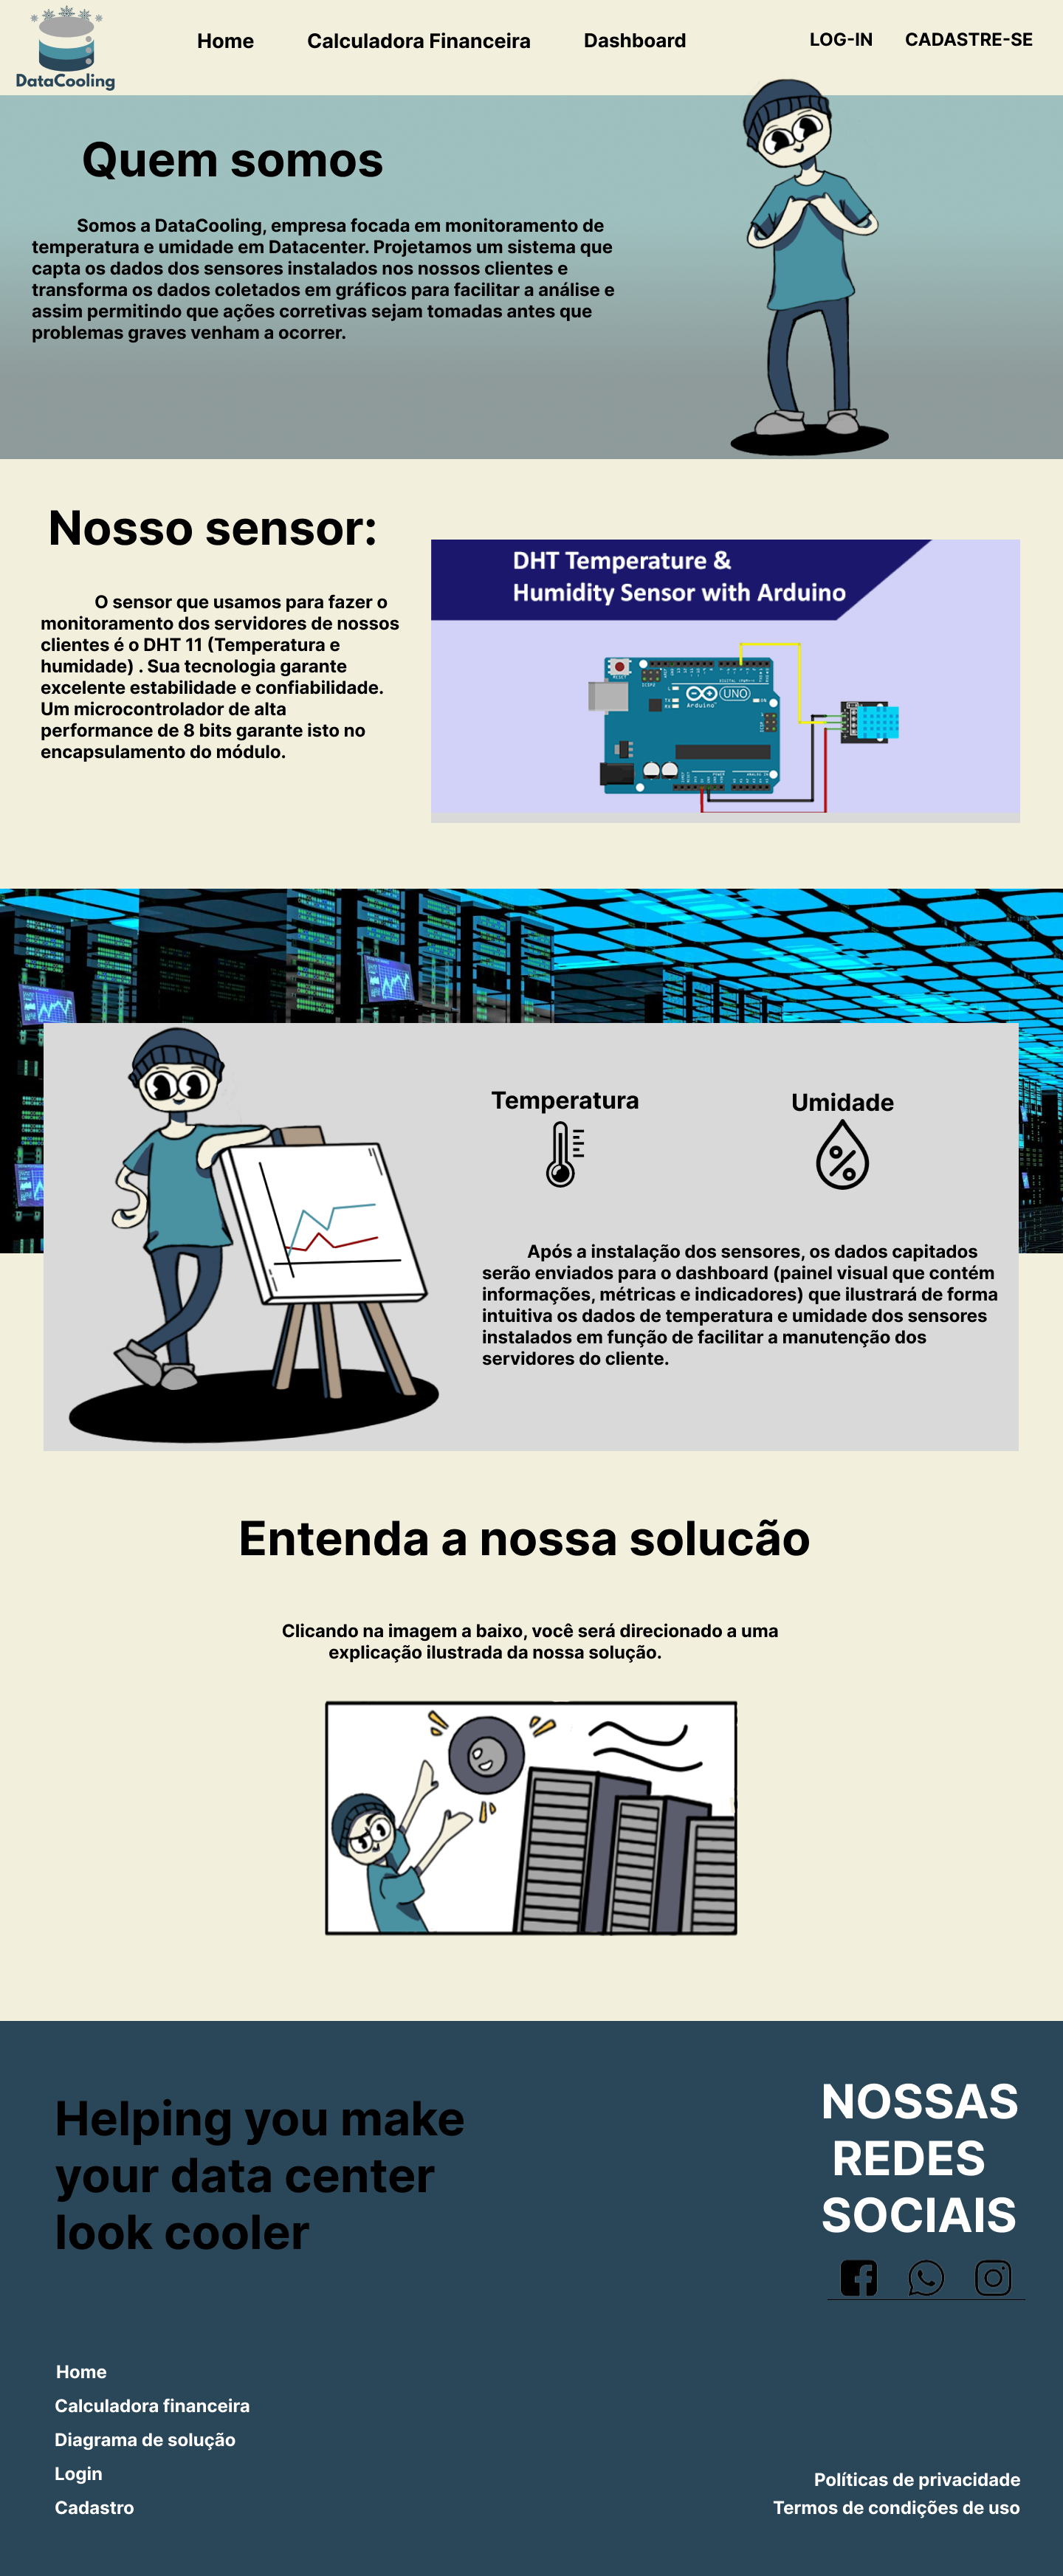 DataCooling
Home
Calculadora Financeira
Dashboard
LOG-IN
CADASTRE-SE
Quem somos
Somos a DataCooling, empresa focada em monitoramento de
temperatura e umidade em Datacenter. Projetamos um sistema que
capta os dados dos sensores instalados nos nossos clientes e
transforma os dados coletados em gráficos para facilitar a análise e
assim permitindo que ações corretivas sejam tomadas antes que
problemas graves venham a ocorrer.
Nosso sensor:
O sensor que usamos para fazer o
monitoramento dos servidores de nossos
clientes é o DHT 11 (Temperatura e
humidade) . Sua tecnologia garante
excelente estabilidade e confiabilidade.
Um microcontrolador de alta
performance de 8 bits garante isto no
encapsulamento do módulo.
DHT Temperature &
Humidity Sensor with Arduino
UNO
Arduino
Temperatura
Umidade
Após a instalação dos sensores, os dados capitados
serão enviados para o dashboard (painel visual que contém
informações, métricas e indicadores) que ilustrará de forma
intuitiva os dados de temperatura e umidade dos sensores
instalados em função de facilitar a manutenção dos
servidores do cliente.
Entenda a nossa solucão
Clicando na imagem a baixo, você será direcionado a uma
explicação ilustrada da nossa solução.
Helping you make
your data center
look cooler
NOSSAS
REDES
SOCIAIS
Home
Calculadora financeira
Diagrama de solução
Login
Cadastro
Políticas de privacidade
Termos de condições de uso